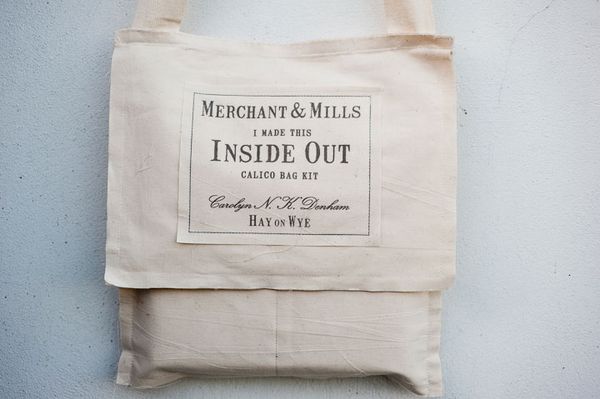 MERCHANT & MILLS
I MADE THIS
INSIDE OUT
CALICO BAG KIT
Carolyn N. K. Denham
HAY ON WYE